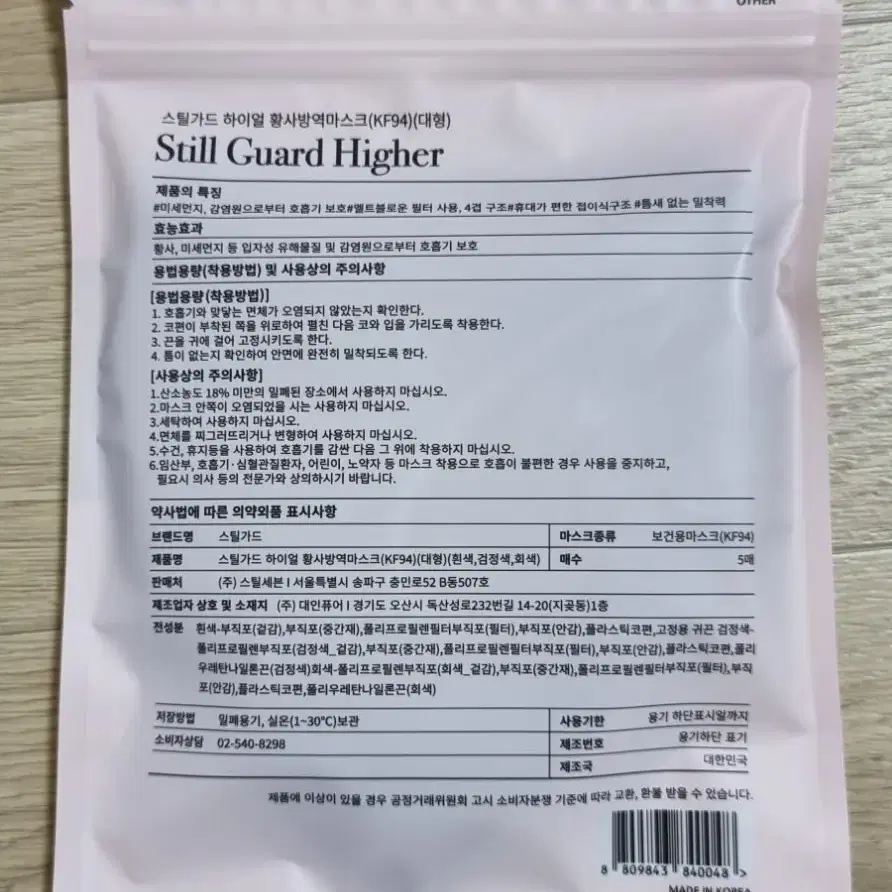 OTHER
스틸가드 하이얼 황사방역마스크(KF94)(대형)
Still Guard Higher
제품의 특징
#미세먼지, 감염원으로부터 호흡기 보호#멜트블로운 필터 사용, 4겹 구조#휴대가 편한 접이식구조 #틈새 없는 밀착력
효능효과
황사, 미세먼지 등 입자성 유해물질 및 감염원으로부터 호흡기 보호
용법용량(착용방법) 및 사용상의 주의사항
[용법용량(착용방법)]
1. 호흡기와 맞닿는 면체가 오염되지 않았는지 확인한다.
2. 코편이 부착된 쪽을 위로하여 펼친 다음 코와 입을 가리도록 착용한다.
3. 끈을 귀에 걸어 고정시키도록 한다.
4. 틈이 없는지 확인하여 안면에 완전히 밀착되도록 한다.
[사용상의 주의사항]
1.산소농도 18% 미만의 밀폐된 장소에서 사용하지 마십시오.
2.마스크 안쪽이 오염되었을 시는 사용하지 마십시오.
3.세탁하여 사용하지 마십시오.
4.면체를 찌그러뜨리거나 변형하여 사용하지 마십시오.
5.수건, 휴지등을 사용하여 호흡기를 감싼 다음 그 위에 착용하지 마십시오.
6.임산부, 호흡기·심혈관질환자, 어린이, 노약자 등 마스크 착용으로 호흡이 불편한 경우 사용을 중지하고,
필요시 의사 등의 전문가와 상의하시기 바랍니다.
약사법에 따른 의약외품 표시사항
브랜드명 스틸가드 마스크종류 보건용마스크(KF94)
제품명 스틸가드 하이얼 황사방역마스크(KF94)(대형)(흰색,검정색,회색) 매수 5매
판매처 (주) 스틸세븐 I 서울특별시 송파구 충민로52 B동507호
제조업자 상호 및 소재지 (주) 대인퓨어 I 경기도 오산시 독산성로232번길 14-20(지곶동)1층
전성분 흰색-부직포(겉감),부직포(중간재),폴리프로필렌필터부직포(필터),부직포(안감),플라스틱코편,고정용 귀끈 검정색-
폴리프로필렌부직포(검정색_겉감),부직포(중간재),폴리프로필렌필터부직포(필터),부직포(안감),플라스틱코편,폴리
우레탄나일론끈(검정색)회색-폴리프로필렌부직포(회색_겉감),부직포(중간재),폴리프로필렌필터부직포(필터),부직
포(안감),플라스틱코편,폴리우레탄나일론끈(회색)
저장방법 밀폐용기, 실온(1~30℃)보관 사용기한 용기 하단표시일까지
소비자상담 02-540-8298 제조번호 용기하단 표기
제조국 대한민국
제품에 이상이 있을 경우 공정거래위원회 고시 소비자분쟁 기준에 따라 교환, 환불 받을 수 있습니다.
8 809843 840048 >
MADE IN KOREA